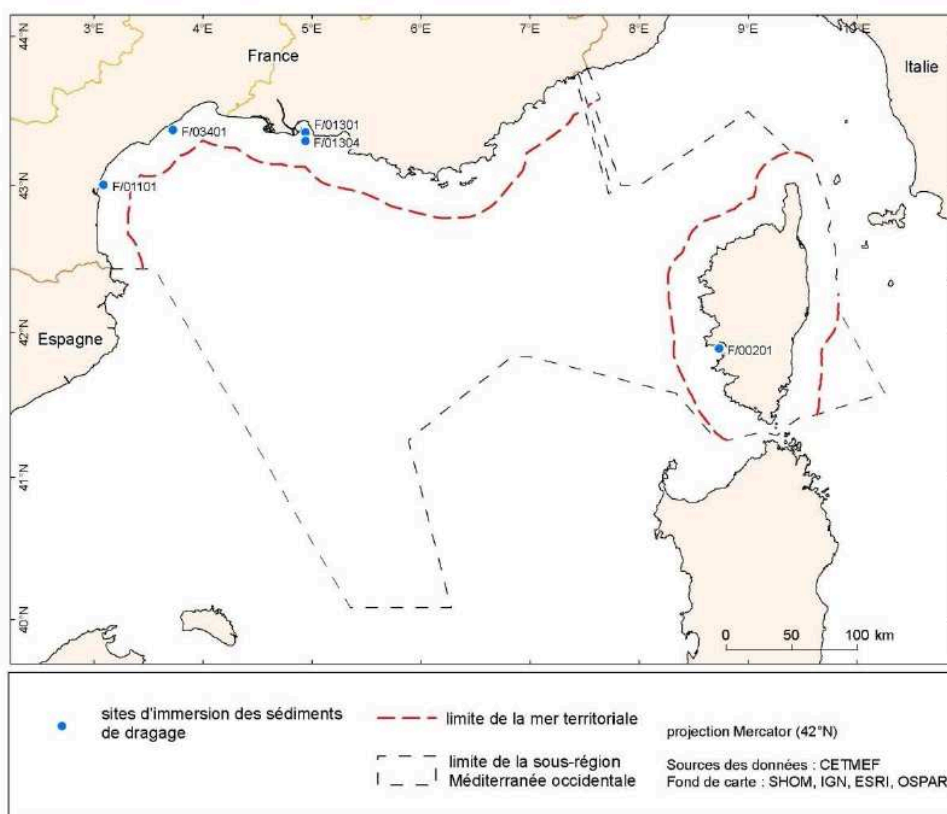 3°E 4°E 5°E 6°E 7°E 8°E 9°E 10°E
44°N
France
Italie
F/03401
F/01301
F/01304
43°N
F/01101
Espagne
42°N
F/00201
41°N
40°N
0 50 100 km
sites d'immersion des sédiments
de dragage
limite de la mer territoriale
limite de la sous-région
Méditerranée occidentale
projection Mercator (42°N)
Sources des données : CETMEF
Fond de carte : SHOM, IGN, ESRI, OSPAR